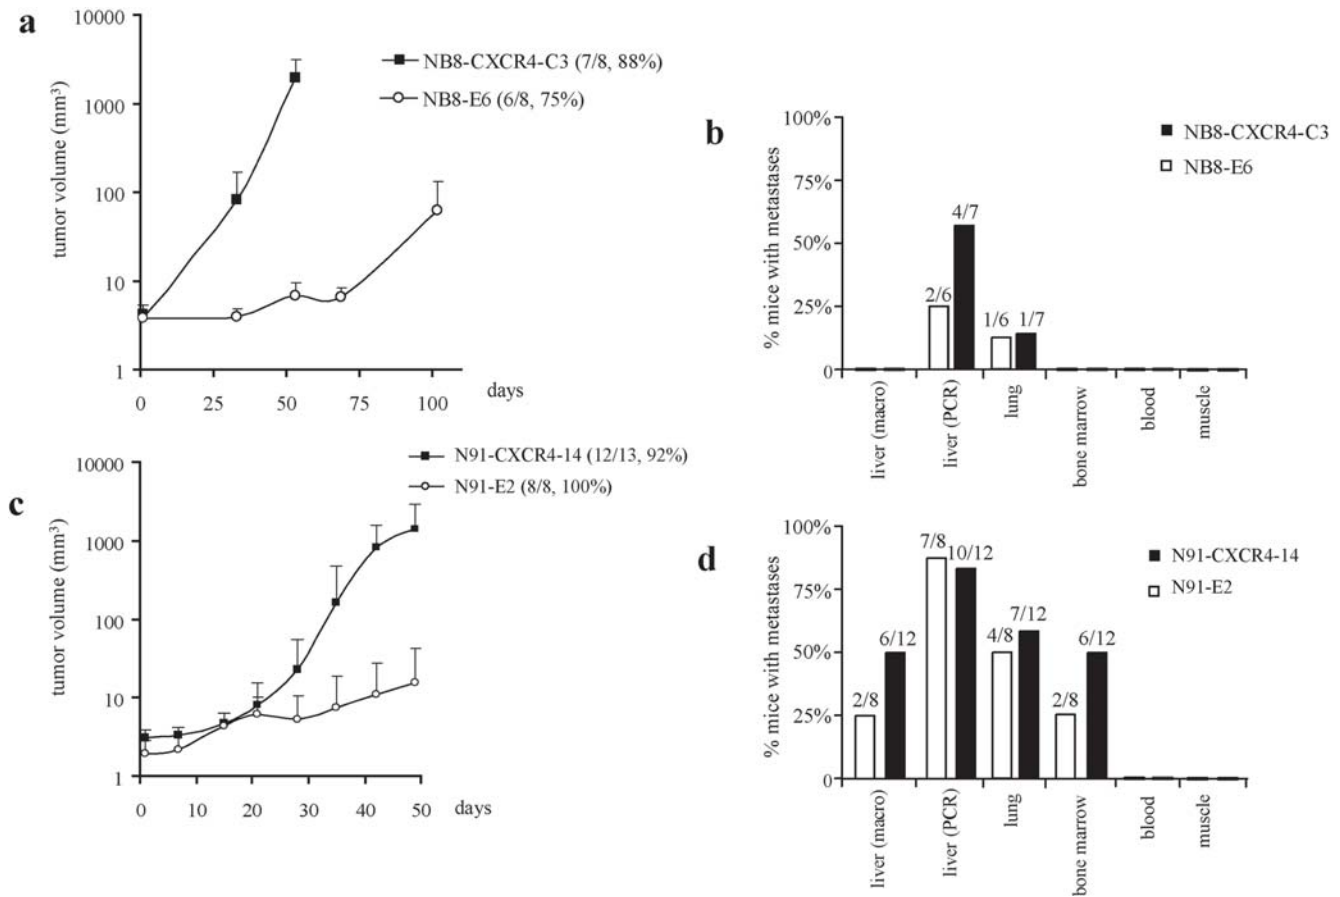 a
10000
1000
100
10
1
tumor volume (mm³)
0 25 50 75 100 days
NB8-CXCR4-C3 (7/8, 88%)
NB8-E6 (6/8, 75%)
b
100%
75%
50%
25%
0
% mice with metastases
NB8-CXCR4-C3
NB8-E6
2/6 4/7 1/6 1/7
liver (macro)
liver (PCR)
lung
bone marrow
blood
muscle
c
10000
1000
100
10
1
tumor volume (mm³)
0 10 20 30 40 50 days
N91-CXCR4-14 (12/13, 92%)
N91-E2 (8/8, 100%)
d
100%
75%
50%
25%
0
% mice with metastases
N91-CXCR4-14
N91-E2
2/8 6/12 7/8 10/12 4/8 7/12 2/8 6/12
liver (macro)
liver (PCR)
lung
bone marrow
blood
muscle